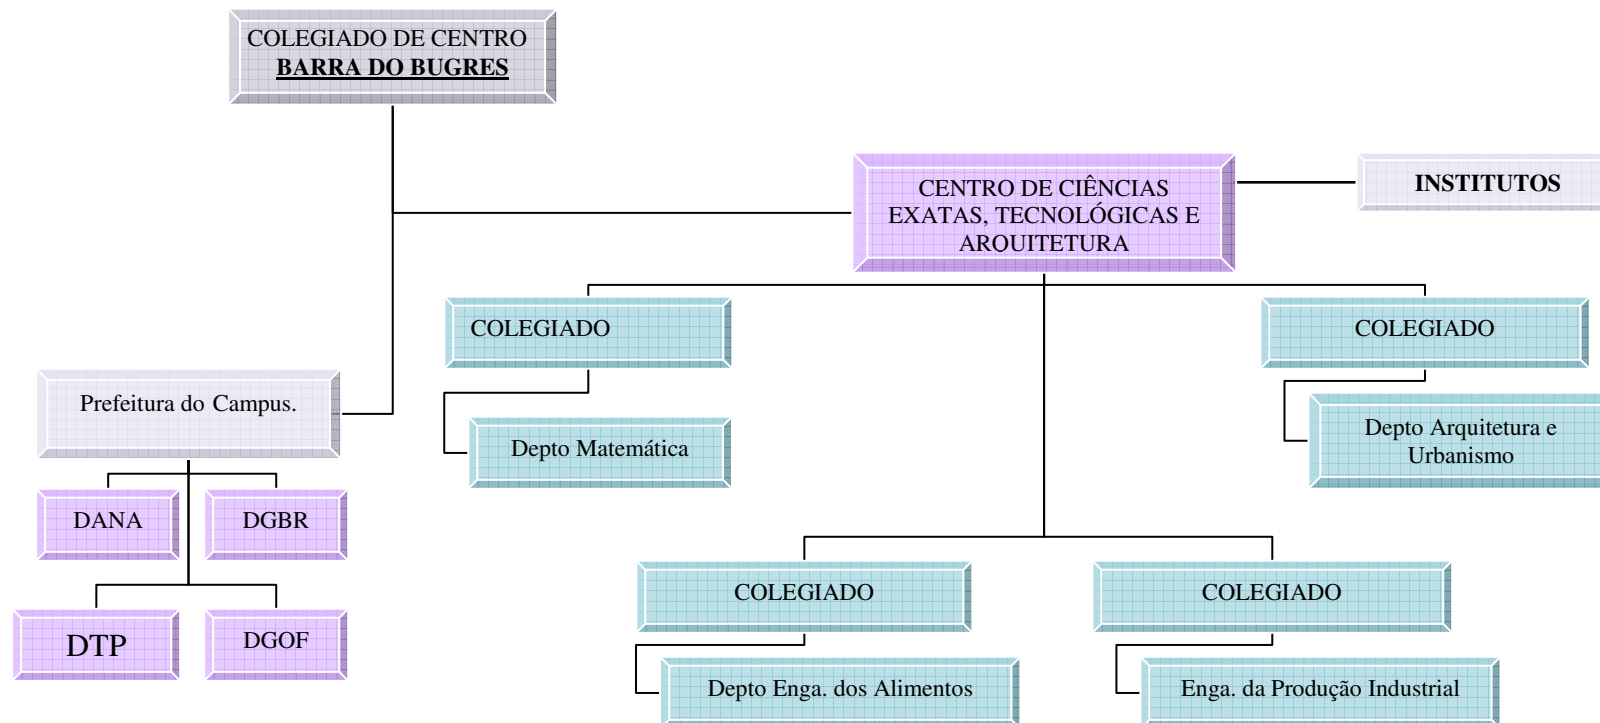 COLEGIADO DE CENTRO
BARRA DO BUGRES
CENTRO DE CIÊNCIAS
EXATAS, TECNOLÓGICAS E
ARQUITETURA
INSTITUTOS
COLEGIADO
COLEGIADO
Prefeitura do Campus.
Depto Matemática
Depto Arquitetura e
Urbanismo
DANA
DGBR
COLEGIADO
COLEGIADO
DTP
DGOF
Depto Enga. dos Alimentos
Enga. da Produção Industrial